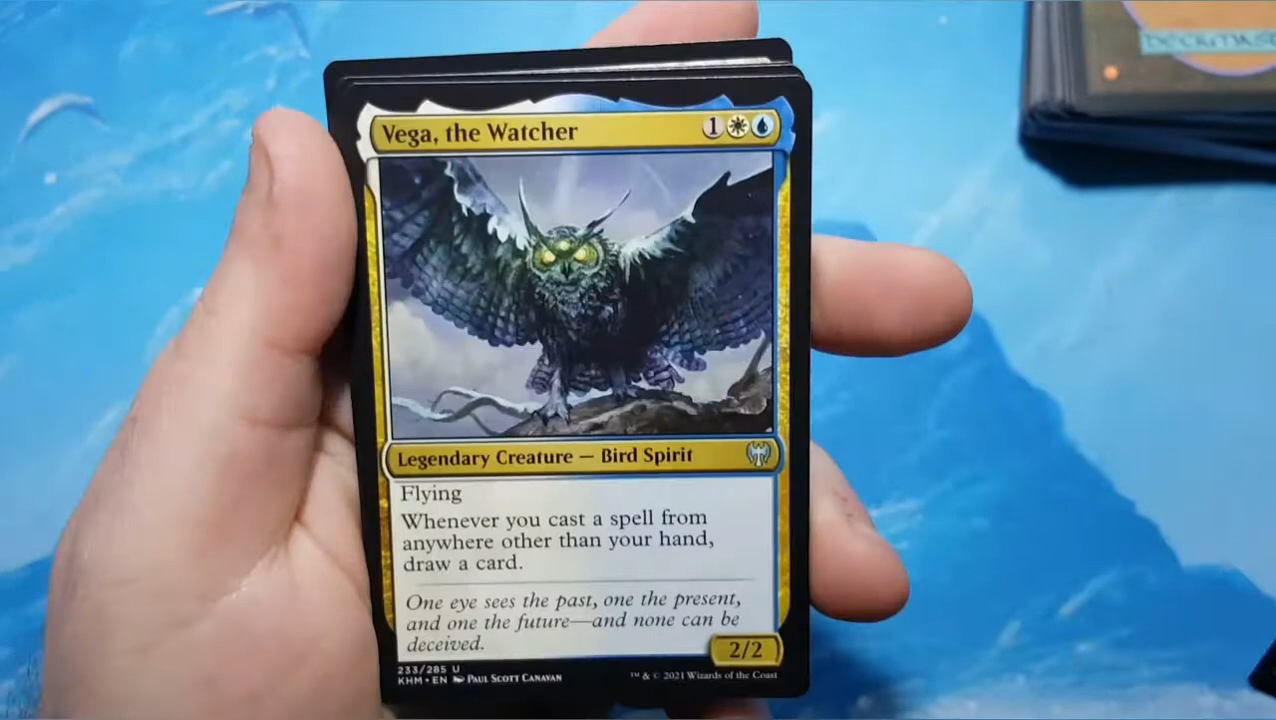 DECKMAS
Vega, the Watcher 1
Legendary Creature — Bird Spirit
Flying
Whenever you cast a spell from
anywhere other than your hand,
draw a card.
One eye sees the past, one the present,
and one the future—and none can be
deceived.
2/2
233/285 U
KHM • EN PAUL SCOTT CANAVAN
™ & © 2021 Wizards of the Coast